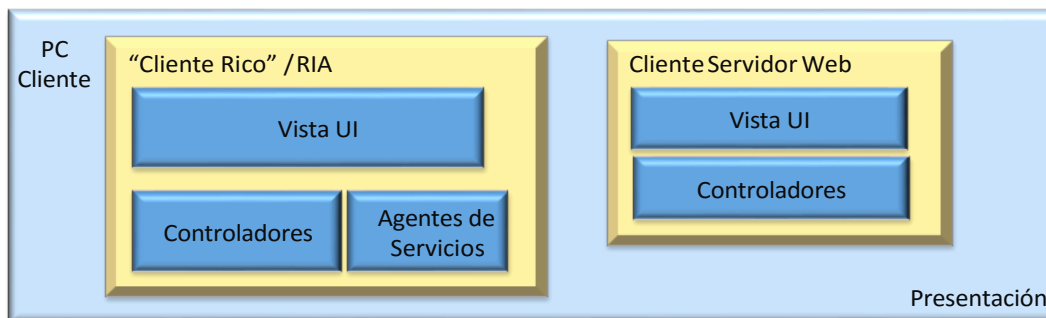 PC
Cliente
“Cliente Rico” /RIA
Vista UI
Controladores
Agentes de
Servicios
Cliente Servidor Web
Vista UI
Controladores
Presentación